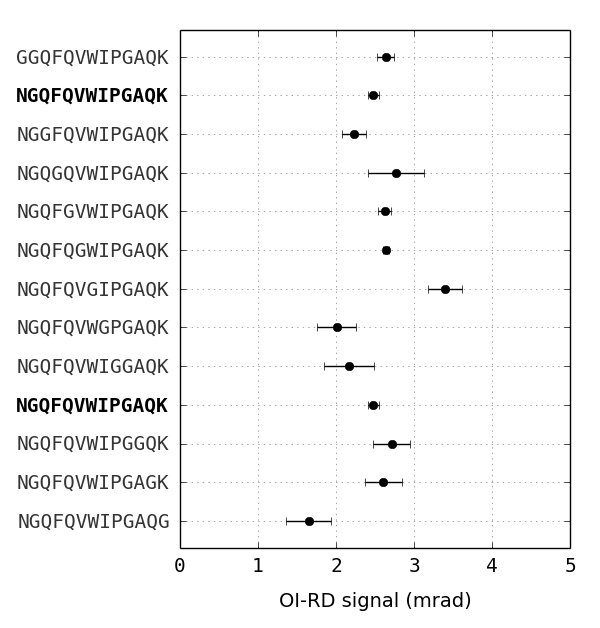 GGQFQVWIPGAQK
NGQFQVWIPGAQK
NGGFQVWIPGAQK
NGQGQVWIPGAQK
NGQFGVWIPGAQK
NGQFQGWIPGAQK
NGQFQVGIPGAQK
NGQFQVWGPGAQK
NGQFQVWIGGAQK
NGQFQVWIPGAQK
NGQFQVWIPGGQK
NGQFQVWIPGAGK
NGQFQVWIPGAQG
0 1 2 3 4 5
OI-RD signal (mrad)